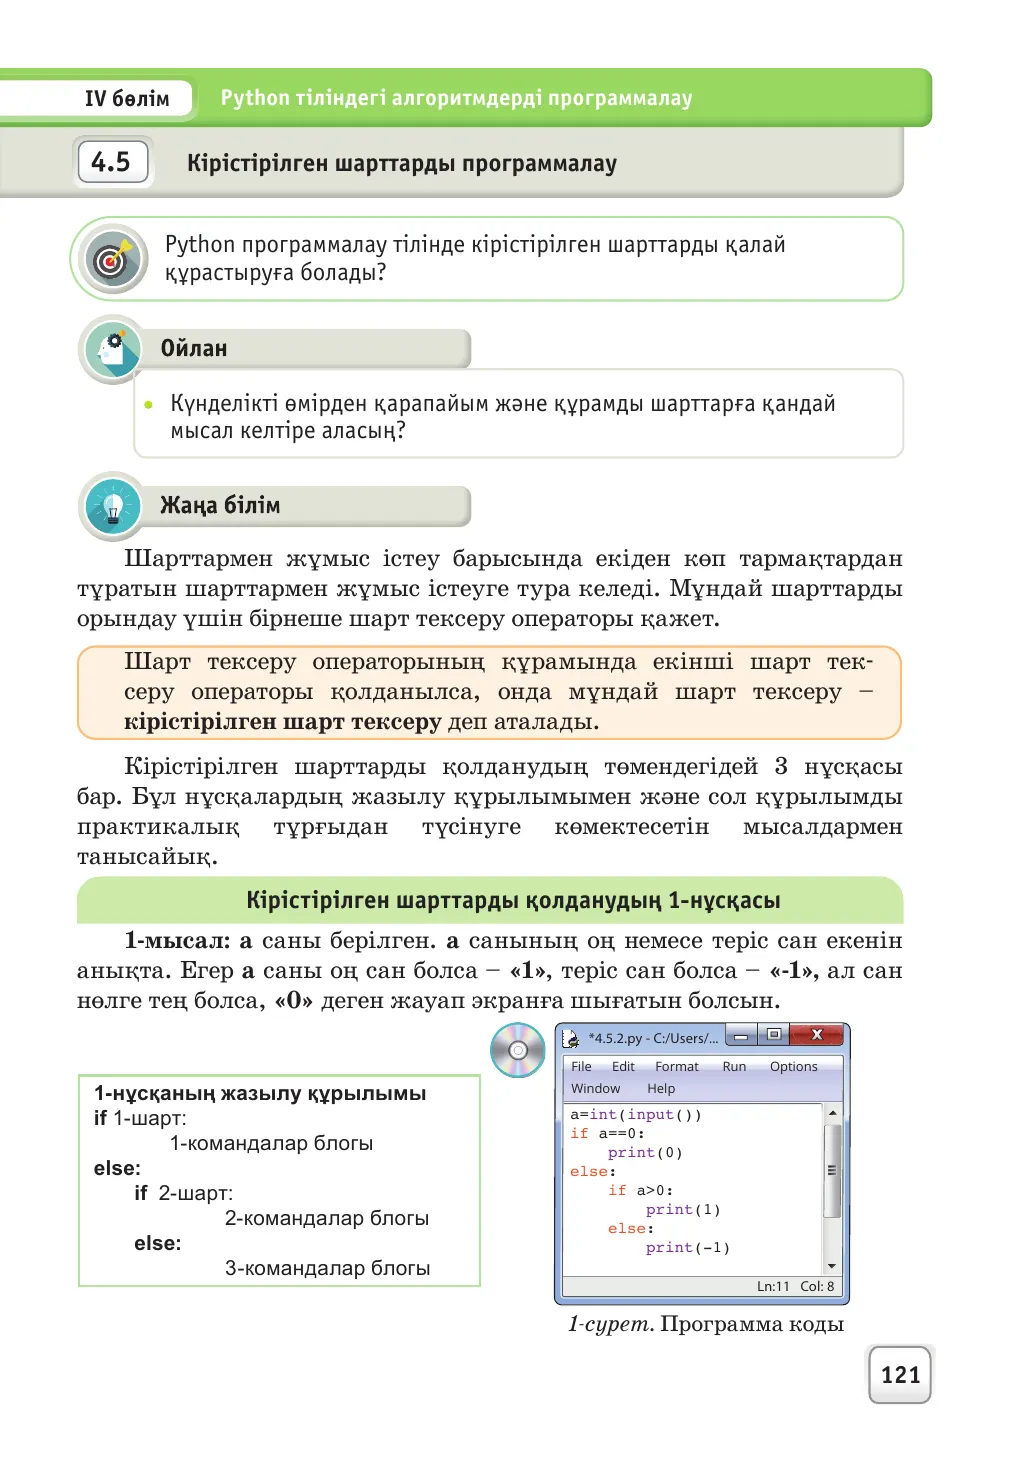 IV бөлім
Python тіліндегі алгоритмдерді программалау
4.5
Кірістірілген шарттарды программалау
Python программалау тілінде кірістірілген шарттарды қалай
құрастыруға болады?
Ойлан
• Күнделікті өмірден қарапайым және құрамды шарттарға қандай
мысал келтіре аласың?
Жаңа білім
Шарттармен жұмыс істеу барысында екіден көп тармақтардан
тұратын шарттармен жұмыс істеуге тура келеді. Мұндай шарттарды
орындау үшін бірнеше шарт тексеру операторы қажет.
Шарт тексеру операторының құрамында екінші шарт тек-
серу операторы қолданылса, онда мұндай шарт тексеру –
кірістірілген шарт тексеру деп аталады.
Кірістірілген шарттарды қолданудың төмендегідей 3 нұсқасы
бар. Бұл нұсқалардың жазылу құрылымымен және сол құрылымды
практикалық тұрғыдан түсінуге көмектесетін мысалдармен
танысайық.
Кірістірілген шарттарды қолданудың 1-нұсқасы
1-мысал: а саны берілген. а санының оң немесе теріс сан екенін
анықта. Егер а саны оң сан болса – «1», теріс сан болса – «-1», ал сан
нөлге тең болса, «0» деген жауап экранға шығатын болсын.
1-нұсқаның жазылу құрылымы
if 1-шарт:
1-командалар блогы
else:
if 2-шарт:
2-командалар блогы
else:
3-командалар блогы
*4.5.2.py - C:/Users/...
File Edit Format Run Options
Window Help
a=int(input())
if a==0:
print(0)
else:
if a>0:
print(1)
else:
print(-1)
Ln:11 Col: 8
1-сурет. Программа коды
121